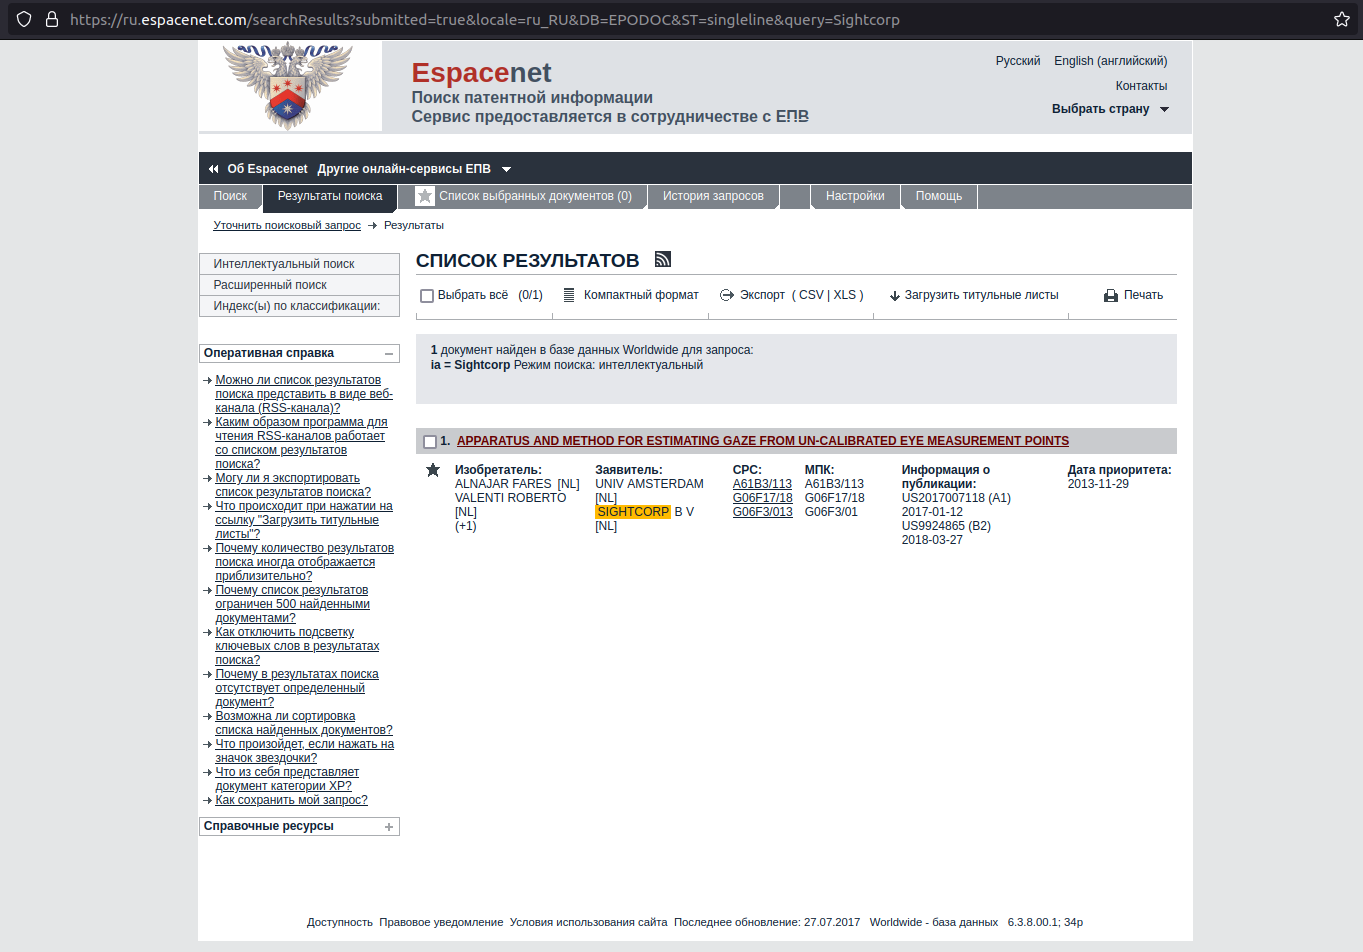 https://ru.espacenet.com/searchResults?submitted=true&locale=ru_RU&DB=EPODOC&ST=singleline&query=Sightcorp
Русский English (английский)
Контакты
Выбрать страну
Espacenet
Поиск патентной информации
Сервис предоставляется в сотрудничестве с ЕПВ
Об Espacenet Другие онлайн-сервисы ЕПВ
Поиск Результаты поиска Список выбранных документов (0) История запросов Настройки Помощь
Уточнить поисковый запрос → Результаты
Интеллектуальный поиск
Расширенный поиск
Индекс(ы) по классификации:
Оперативная справка
Можно ли список результатов
поиска представить в виде веб-
канала (RSS-канала)?
Каким образом программа для
чтения RSS-каналов работает
со списком результатов
поиска?
Могу ли я экспортировать
список результатов поиска?
Что происходит при нажатии на
ссылку "Загрузить титульные
листы"?
Почему количество результатов
поиска иногда отображается
приблизительно?
Почему список результатов
ограничен 500 найденными
документами?
Как отключить подсветку
ключевых слов в результатах
поиска?
Почему в результатах поиска
отсутствует определенный
документ?
Возможна ли сортировка
списка найденных документов?
Что произойдет, если нажать на
значок звездочки?
Что из себя представляет
документ категории XP?
Как сохранить мой запрос?
Справочные ресурсы
СПИСОК РЕЗУЛЬТАТОВ
Выбрать всё (0/1) Компактный формат Экспорт ( CSV | XLS ) Загрузить титульные листы Печать
1 документ найден в базе данных Worldwide для запроса:
ia = Sightcorp Режим поиска: интеллектуальный
1. APPARATUS AND METHOD FOR ESTIMATING GAZE FROM UN-CALIBRATED EYE MEASUREMENT POINTS
Изобретатель:
ALNAJAR FARES [NL]
VALENTI ROBERTO
[NL]
(+1)
Заявитель:
UNIV AMSTERDAM
[NL]
SIGHTCORP B V
[NL]
CPC:
A61B3/113
G06F17/18
G06F3/013
МПК:
A61B3/113
G06F17/18
G06F3/01
Информация о
публикации:
US2017007118 (A1)
2017-01-12
US9924865 (B2)
2018-03-27
Дата приоритета:
2013-11-29
Доступность Правовое уведомление Условия использования сайта Последнее обновление: 27.07.2017 Worldwide - база данных 6.3.8.00.1; 34p